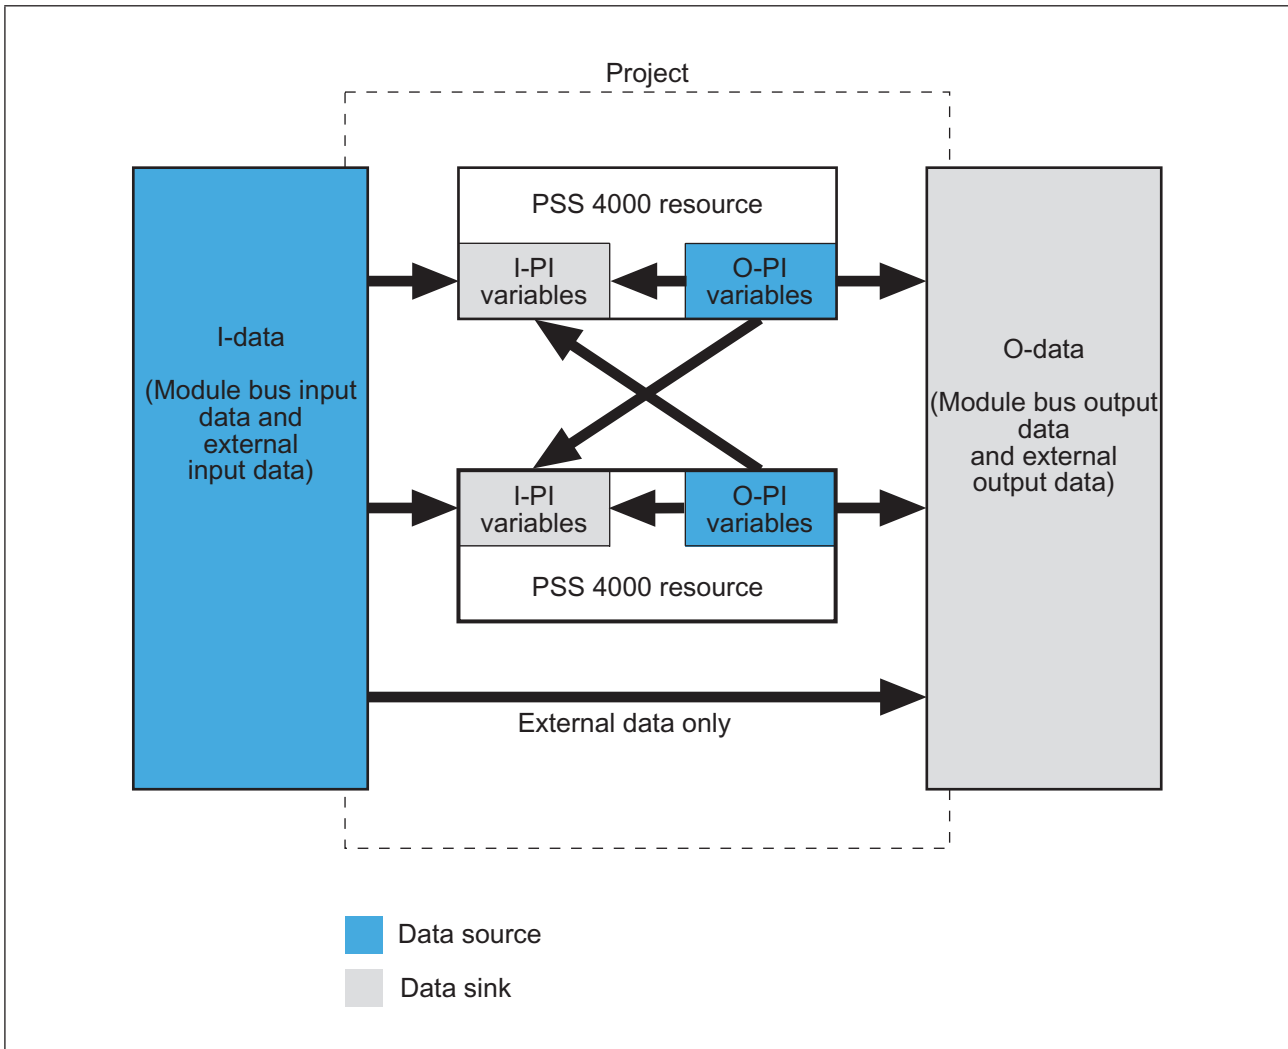 Project
PSS 4000 resource
I-PI
variables
O-PI
variables
I-data
(Module bus input
data and
external
input data)
O-data
(Module bus output
data
and external
output data)
I-PI
variables
O-PI
variables
PSS 4000 resource
External data only
Data source
Data sink